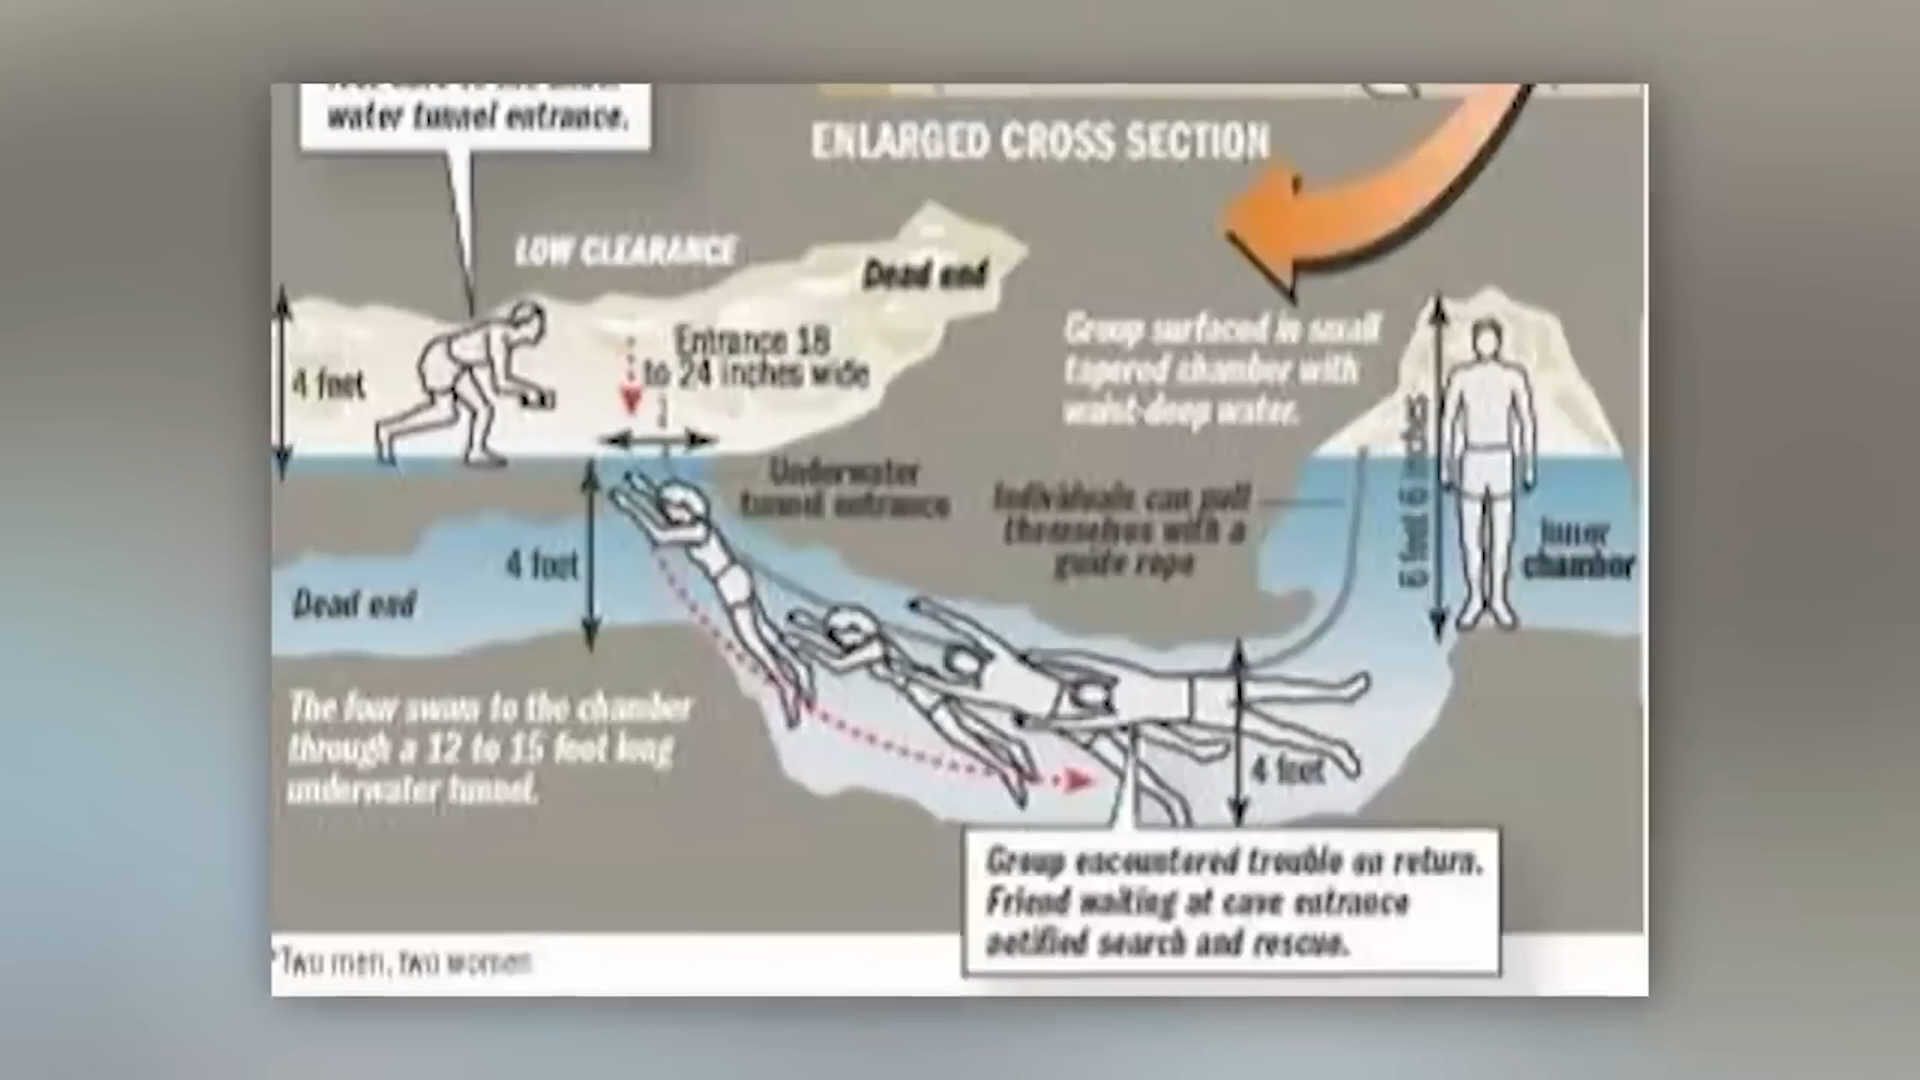 water tunnel entrance.
ENLARGED CROSS SECTION
LOW CLEARANCE
Dead end
Entrance 18
to 24 inches wide
4 feet
Group surfaced in small
tapered chamber with
waist-deep water.
6 feet 6 inches
Underwater
tunnel entrance
Individuals can pull
themselves with a
guide rope
Inner
chamber
4 feet
Dead end
The four swam to the chamber
through a 12 to 15 foot long
underwater tunnel.
4 feet
Group encountered trouble on return.
Friend waiting at cave entrance
notified search and rescue.
*Two men, two women